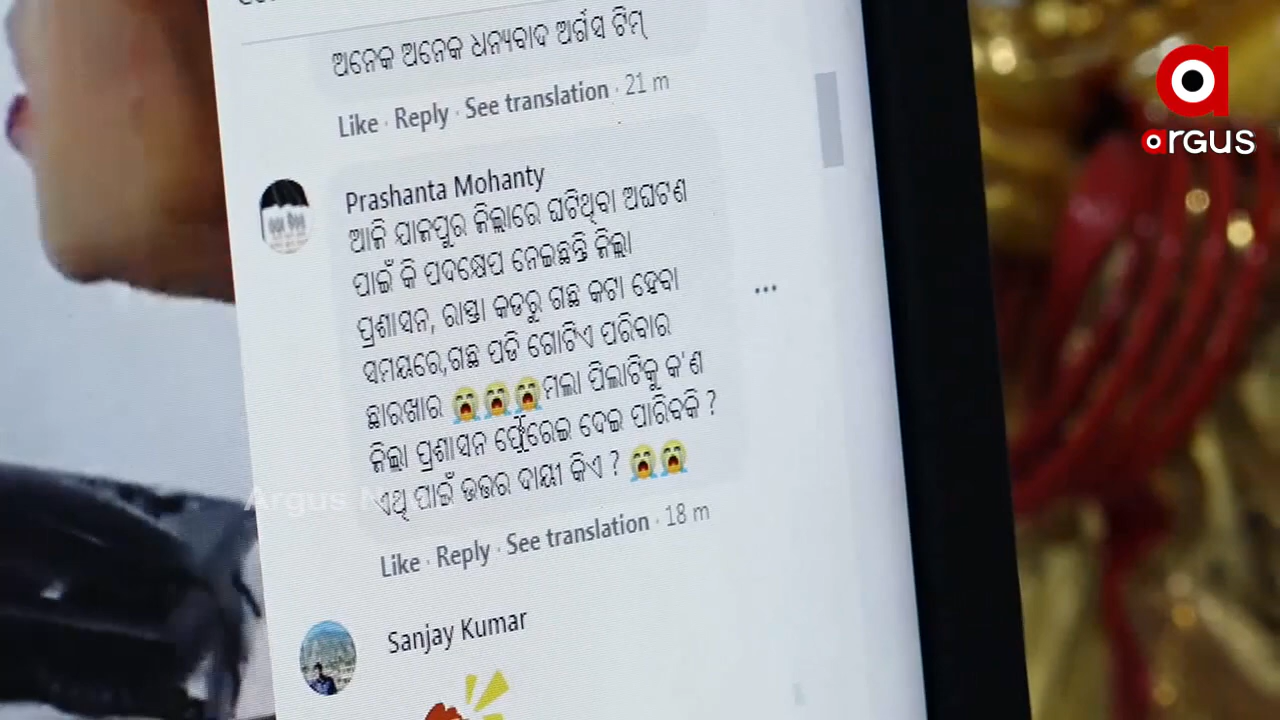 ଅନେକ ଅନେକ ଧନ୍ୟବାଦ ଅର୍ଗସ ଟିମ୍
Like · Reply · See translation · 21 m
Prashanta Mohanty
ଆଜି ଯାଜପୁର ଜିଲ୍ଲାରେ ଘଟିଥିବା ଅଘଟଣ
ପାଇଁ କି ପଦକ୍ଷେପ ନେଇଛନ୍ତି ଜିଲ୍ଲା
ପ୍ରଶାସନ, ରାସ୍ତା କଡରୁ ଗଛ କଟା ହେବା
ସମୟରେ,ଗଛ ପଡି ଗୋଟିଏ ପରିବାର
ଛାରଖାର 😭😭😭ମଲା ପିଲାଟିକୁ କ'ଣ
ଜିଲ୍ଲା ପ୍ରଶାସନ ଫେରେଇ ଦେଇ ପାରିବକି ?
ଏଥି ପାଇଁ ଉତ୍ତର ଦାୟୀ କିଏ ? 😭😭
Like · Reply · See translation · 18 m
Sanjay Kumar
argus
Argus